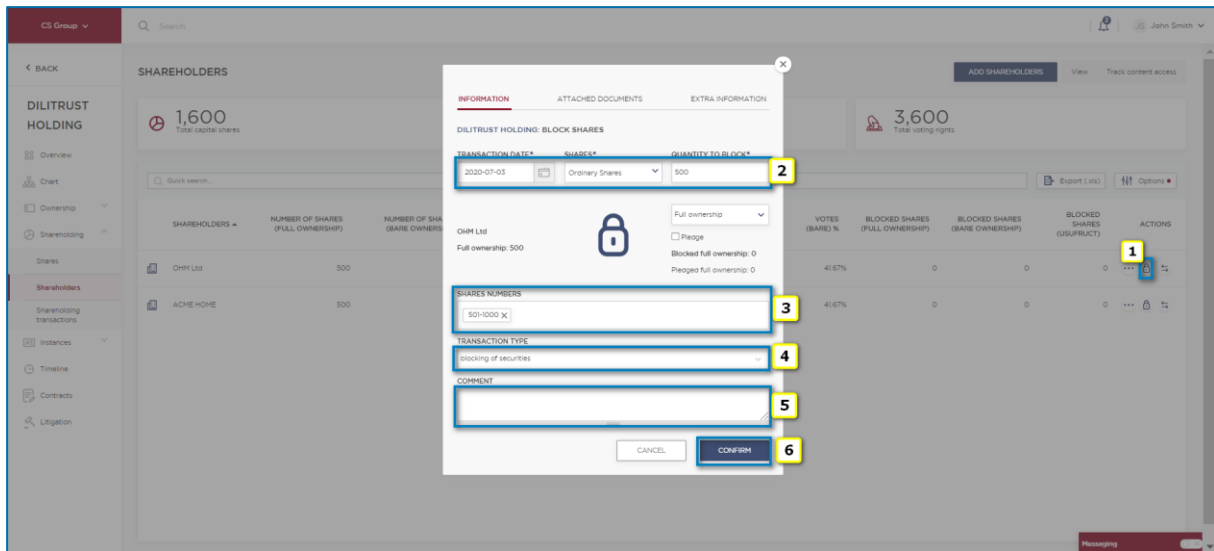 CS Group
Search
2
JS John Smith
BACK
SHAREHOLDERS
ADD SHAREHOLDERS View Track content access
DILITRUST
HOLDING
1,600
Total capital shares
3,600
Total voting rights
Overview
Chart
Ownership
Shareholding
Shares
Shareholders
Shareholding
transactions
Instances
Timeline
Contracts
Litigation
Quick search...
Export (.xls) Options
SHAREHOLDERS
NUMBER OF SHARES
(FULL OWNERSHIP)
NUMBER OF SHA
(BARE OWNERS
VOTES
(BARE) %
BLOCKED SHARES
(FULL OWNERSHIP)
BLOCKED SHARES
(BARE OWNERSHIP)
BLOCKED
SHARES
(USUFRUCT)
ACTIONS
1
OHM Ltd 500 41.67% 0 0 0
ACME HOME 500 41.67% 0 0 0
INFORMATION ATTACHED DOCUMENTS EXTRA INFORMATION
DILITRUST HOLDING: BLOCK SHARES
TRANSACTION DATE* SHARES* QUANTITY TO BLOCK*
2020-07-03 Ordinary Shares 500 2
OHM Ltd
Full ownership: 500
Full ownership
Pledge
Blocked full ownership: 0
Pledged full ownership: 0
SHARES NUMBERS
501-1000 3
TRANSACTION TYPE
blocking of securities 4
COMMENT
5
CANCEL CONFIRM 6
Messaging